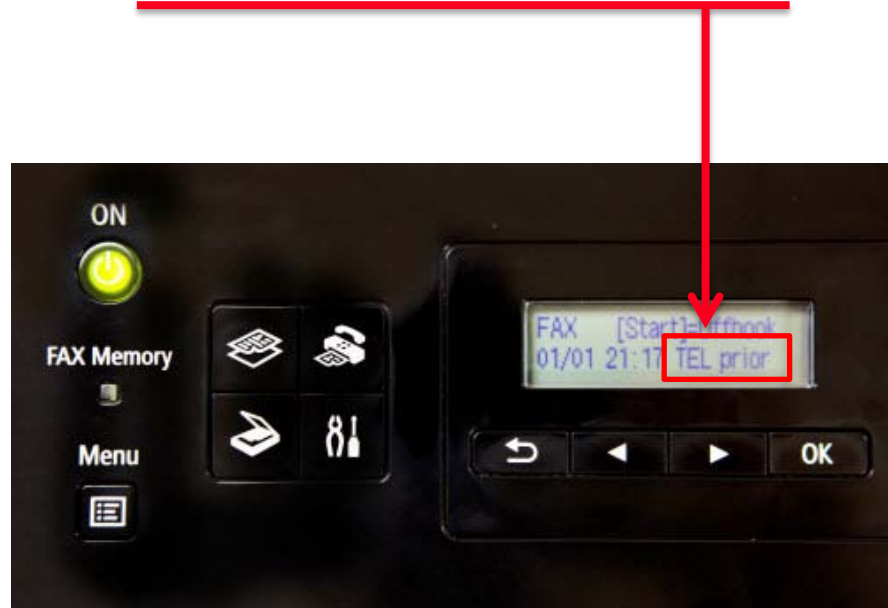 ON
FAX Memory
Menu
FAX [Start]=Offhook
01/01 21:17 TEL prior
OK